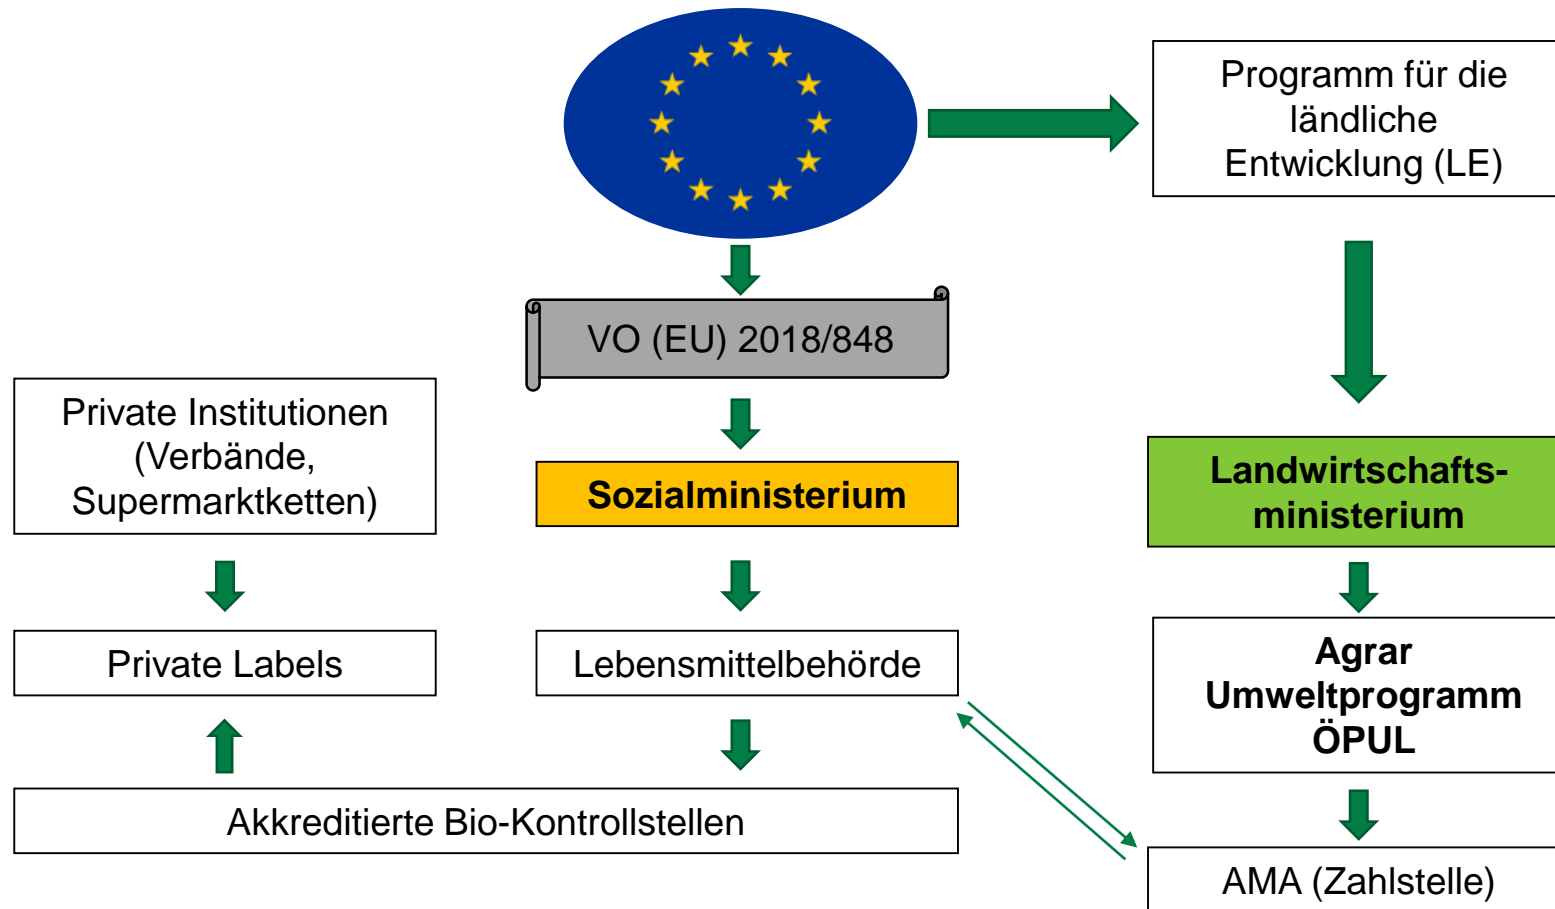 Programm für die
ländliche
Entwicklung (LE)
VO (EU) 2018/848
Private Institutionen
(Verbände,
Supermarktketten)
Sozialministerium
Landwirtschafts-
ministerium
Private Labels
Lebensmittelbehörde
Agrar
Umweltprogramm
ÖPUL
Akkreditierte Bio-Kontrollstellen
AMA (Zahlstelle)